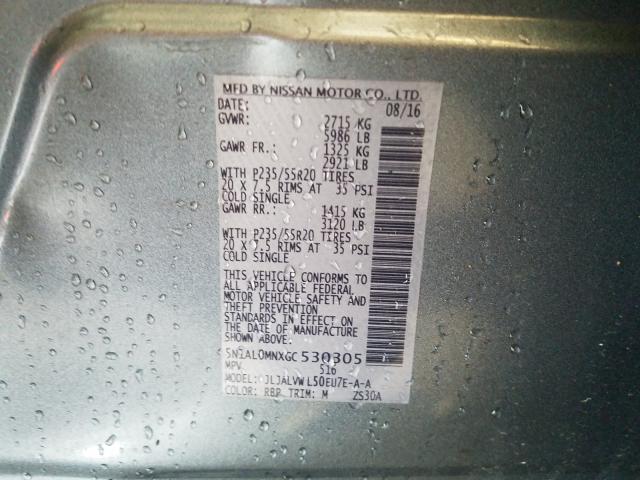 MFD BY NISSAN MOTOR CO., LTD.
DATE: 08/16
GVWR: 2715 KG
5986 LB
GAWR FR.: 1325 KG
2921 LB
WITH P235/55R20 TIRES
20 X 7.5 RIMS AT 35 PSI
COLD SINGLE
GAWR RR.: 1415 KG
3120 LB
WITH P235/55R20 TIRES
20 X 7.5 RIMS AT 35 PSI
COLD SINGLE
THIS VEHICLE CONFORMS TO
ALL APPLICABLE FEDERAL
MOTOR VEHICLE SAFETY AND
THEFT PREVENTION
STANDARDS IN EFFECT ON
THE DATE OF MANUFACTURE
SHOWN ABOVE:
5N1AL0MNXGC 530305
MPV S16
MODEL: JLJALVW L50EU7E-A-A
COLOR: RBP TRIM: M ZS30A